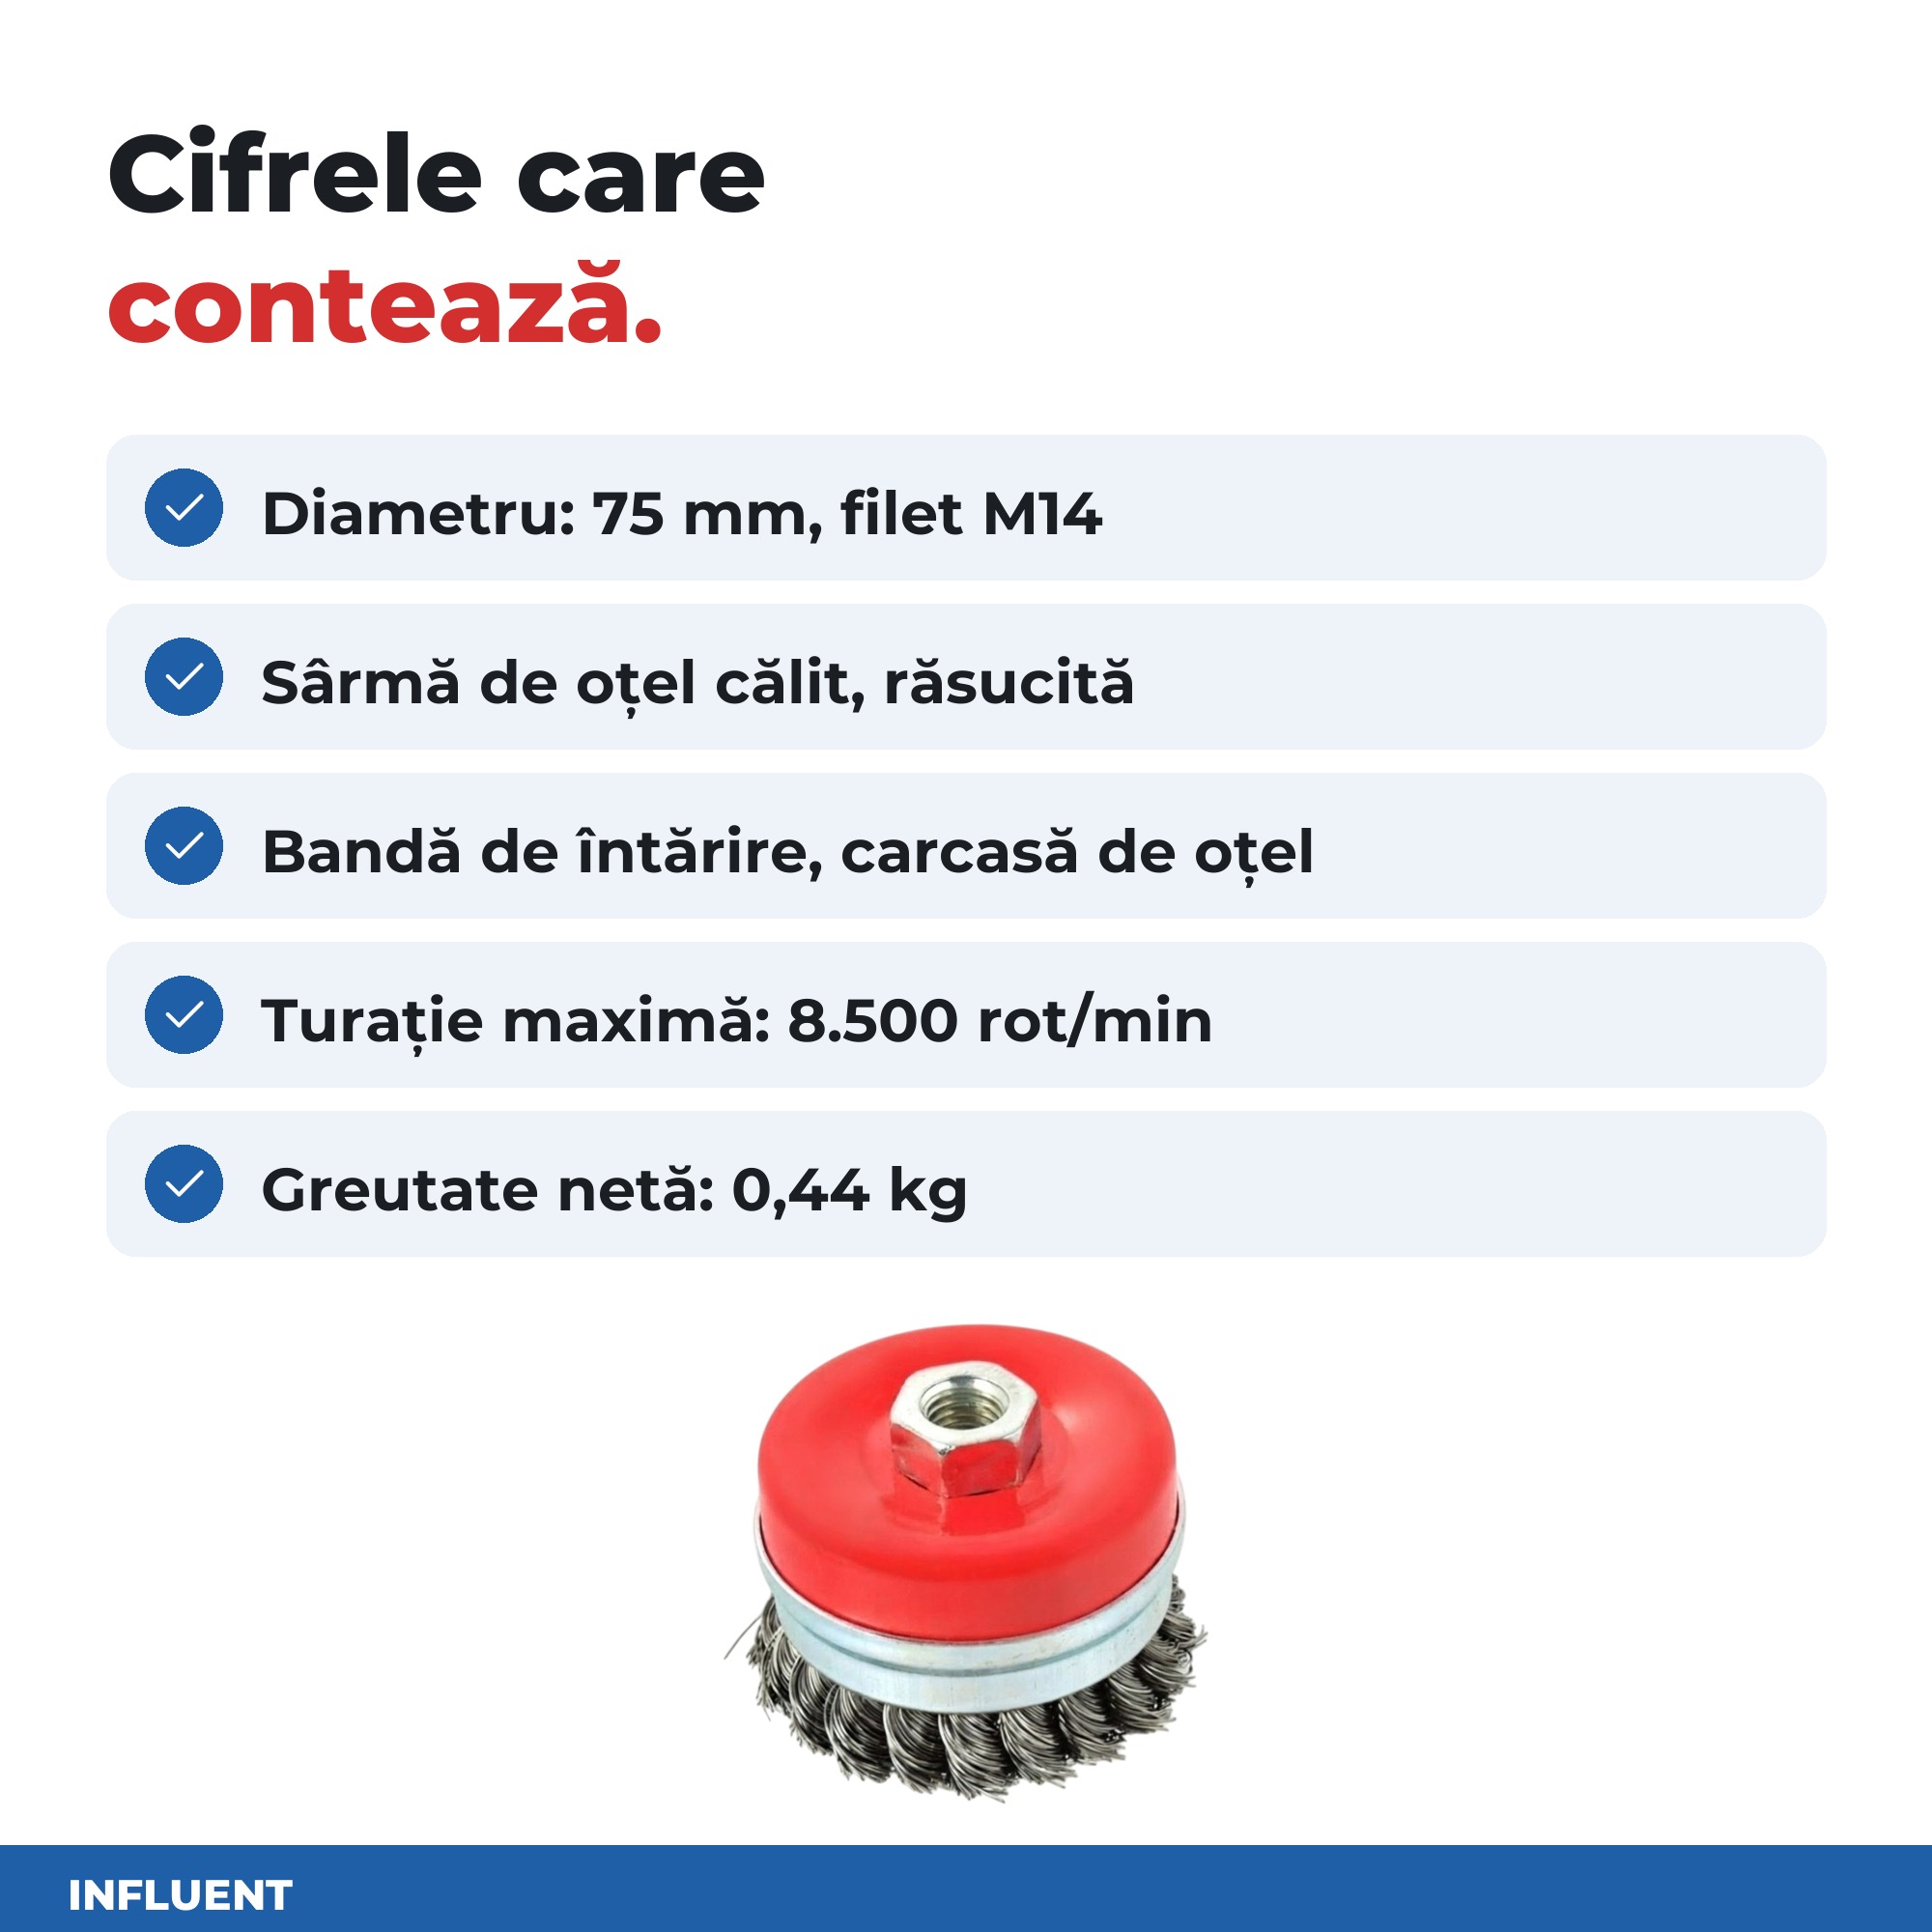 Cifrele care
contează.
Diametru: 75 mm, filet M14
Sârmă de oțel călit, răsucită
Bandă de întărire, carcasă de oțel
Turație maximă: 8.500 rot/min
Greutate netă: 0,44 kg
INFLUENT